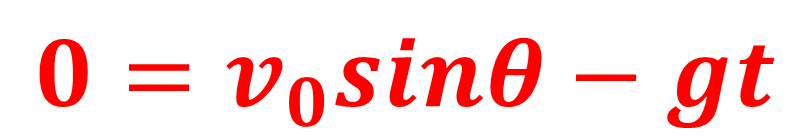 0 = v₀sinθ − gt